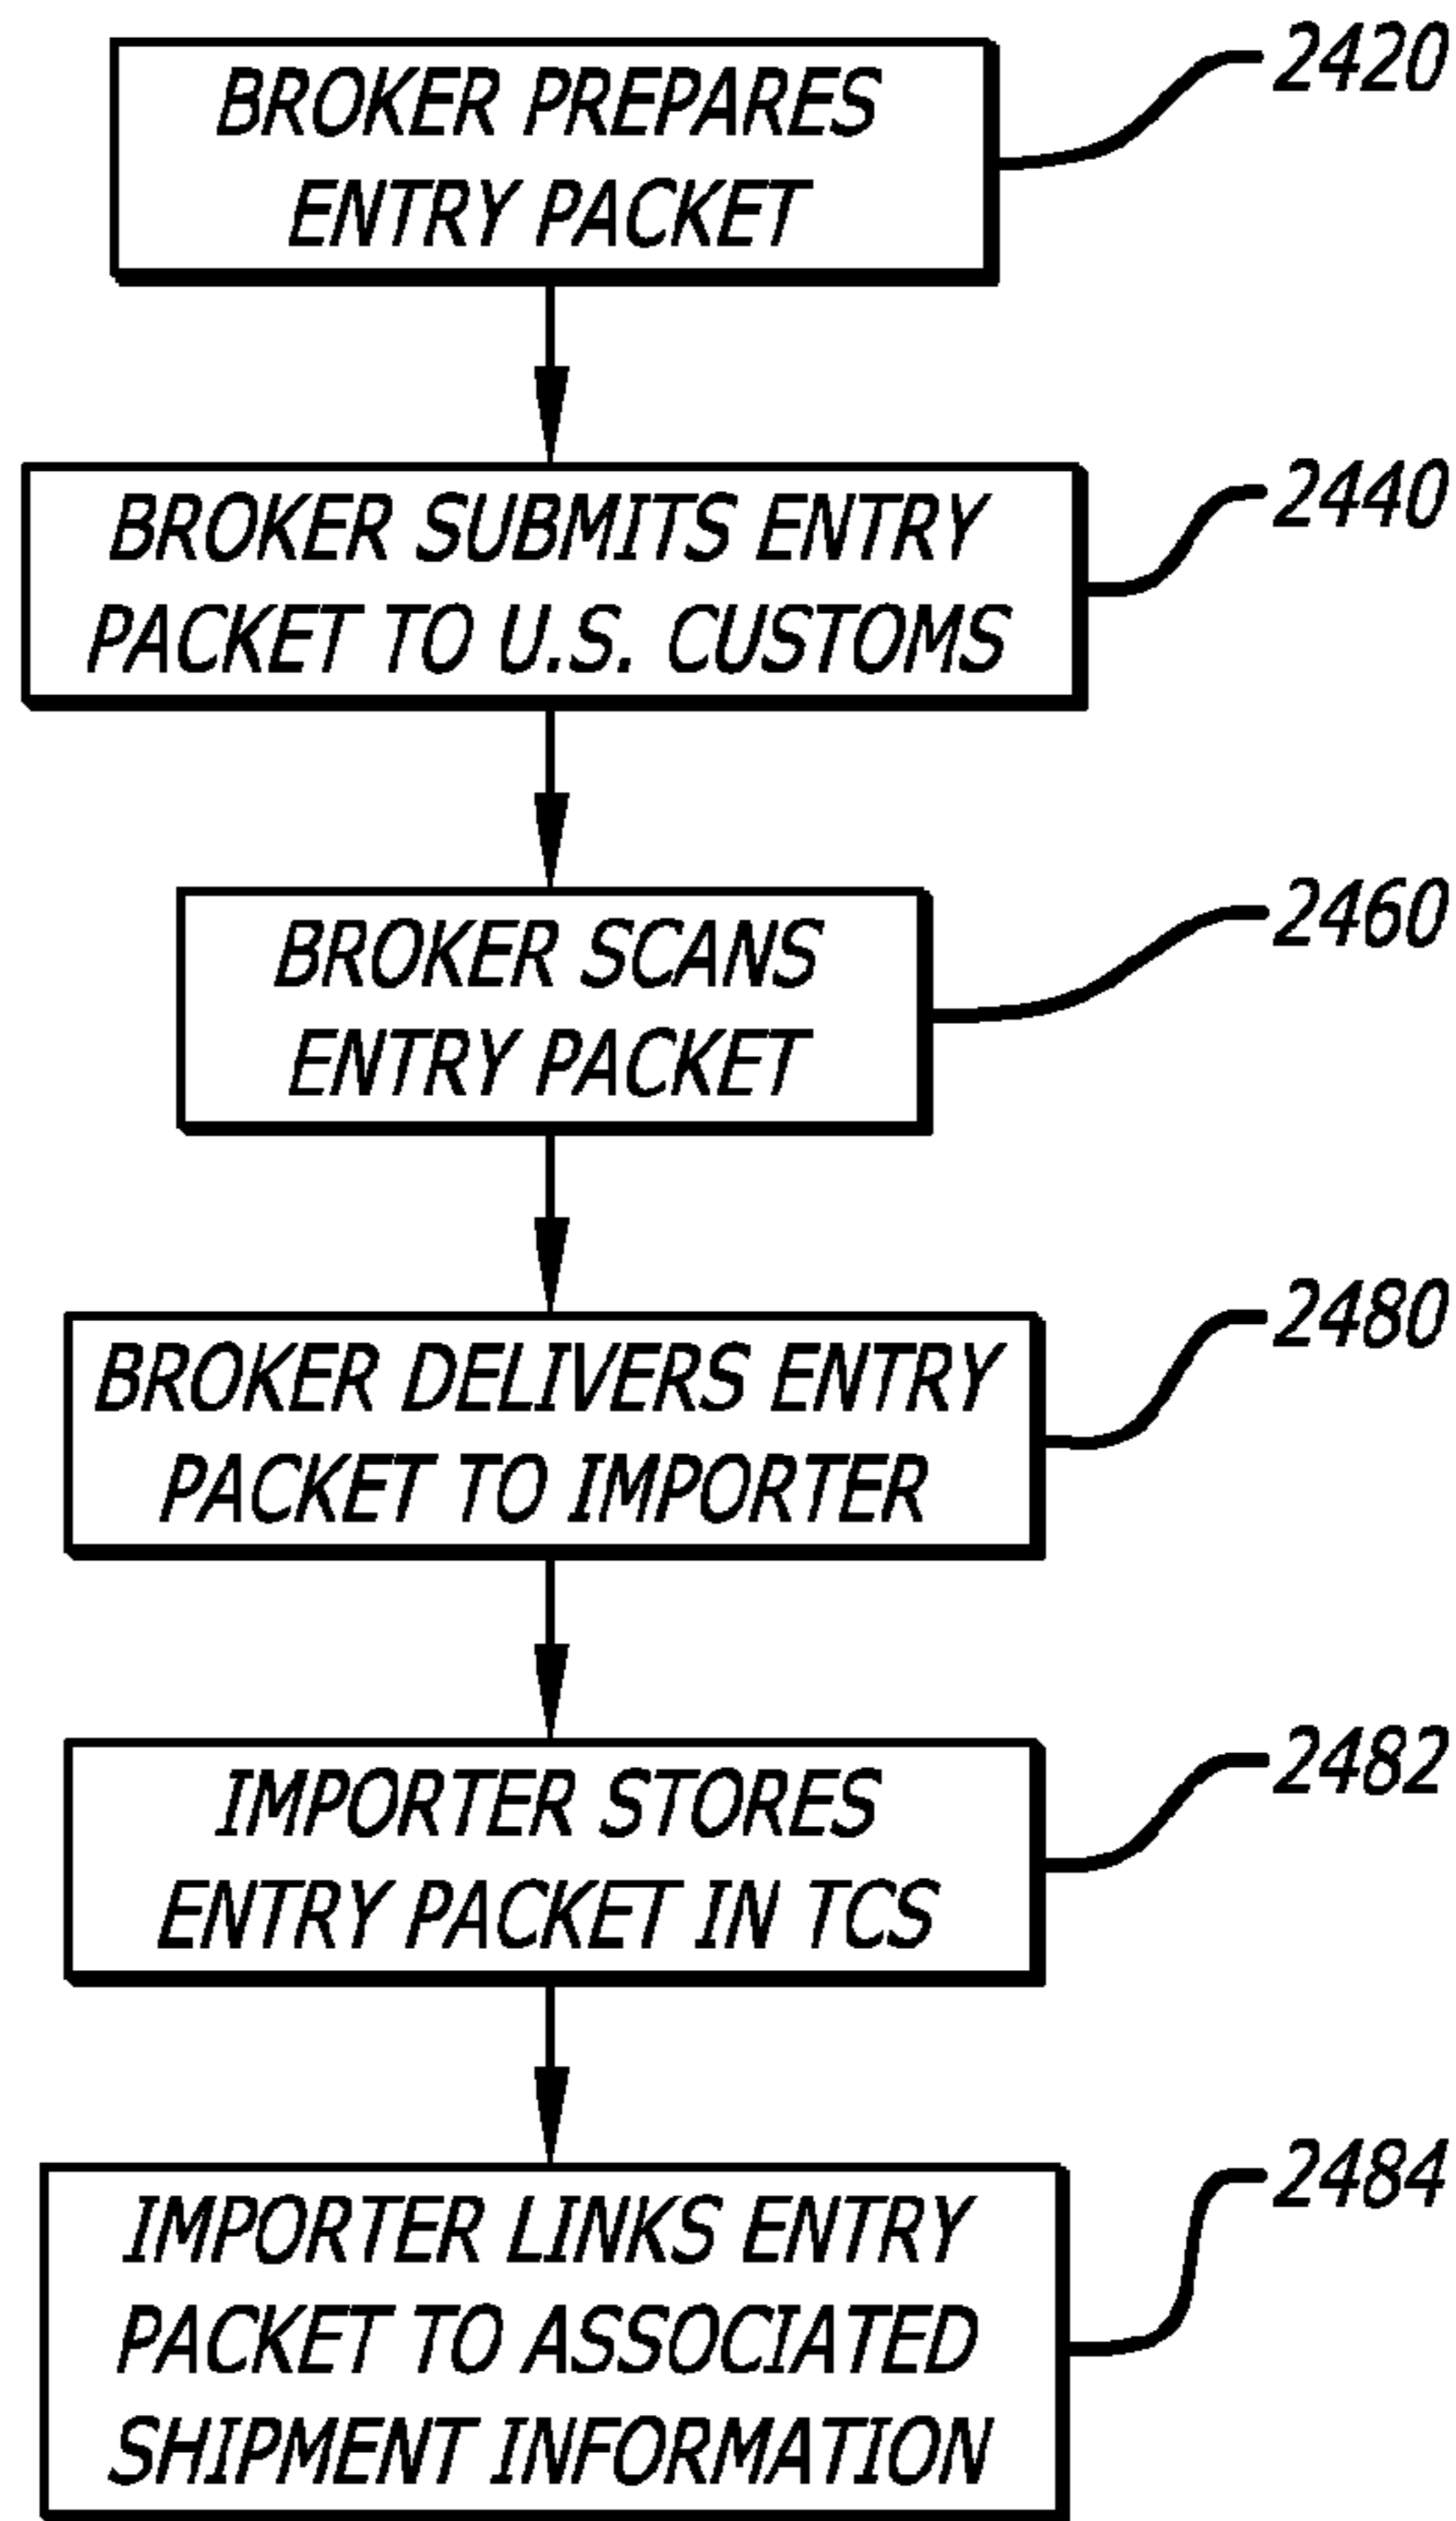 BROKER PREPARES
ENTRY PACKET
2420
BROKER SUBMITS ENTRY
PACKET TO U.S. CUSTOMS
2440
BROKER SCANS
ENTRY PACKET
2460
BROKER DELIVERS ENTRY
PACKET TO IMPORTER
2480
IMPORTER STORES
ENTRY PACKET IN TCS
2482
IMPORTER LINKS ENTRY
PACKET TO ASSOCIATED
SHIPMENT INFORMATION
2484